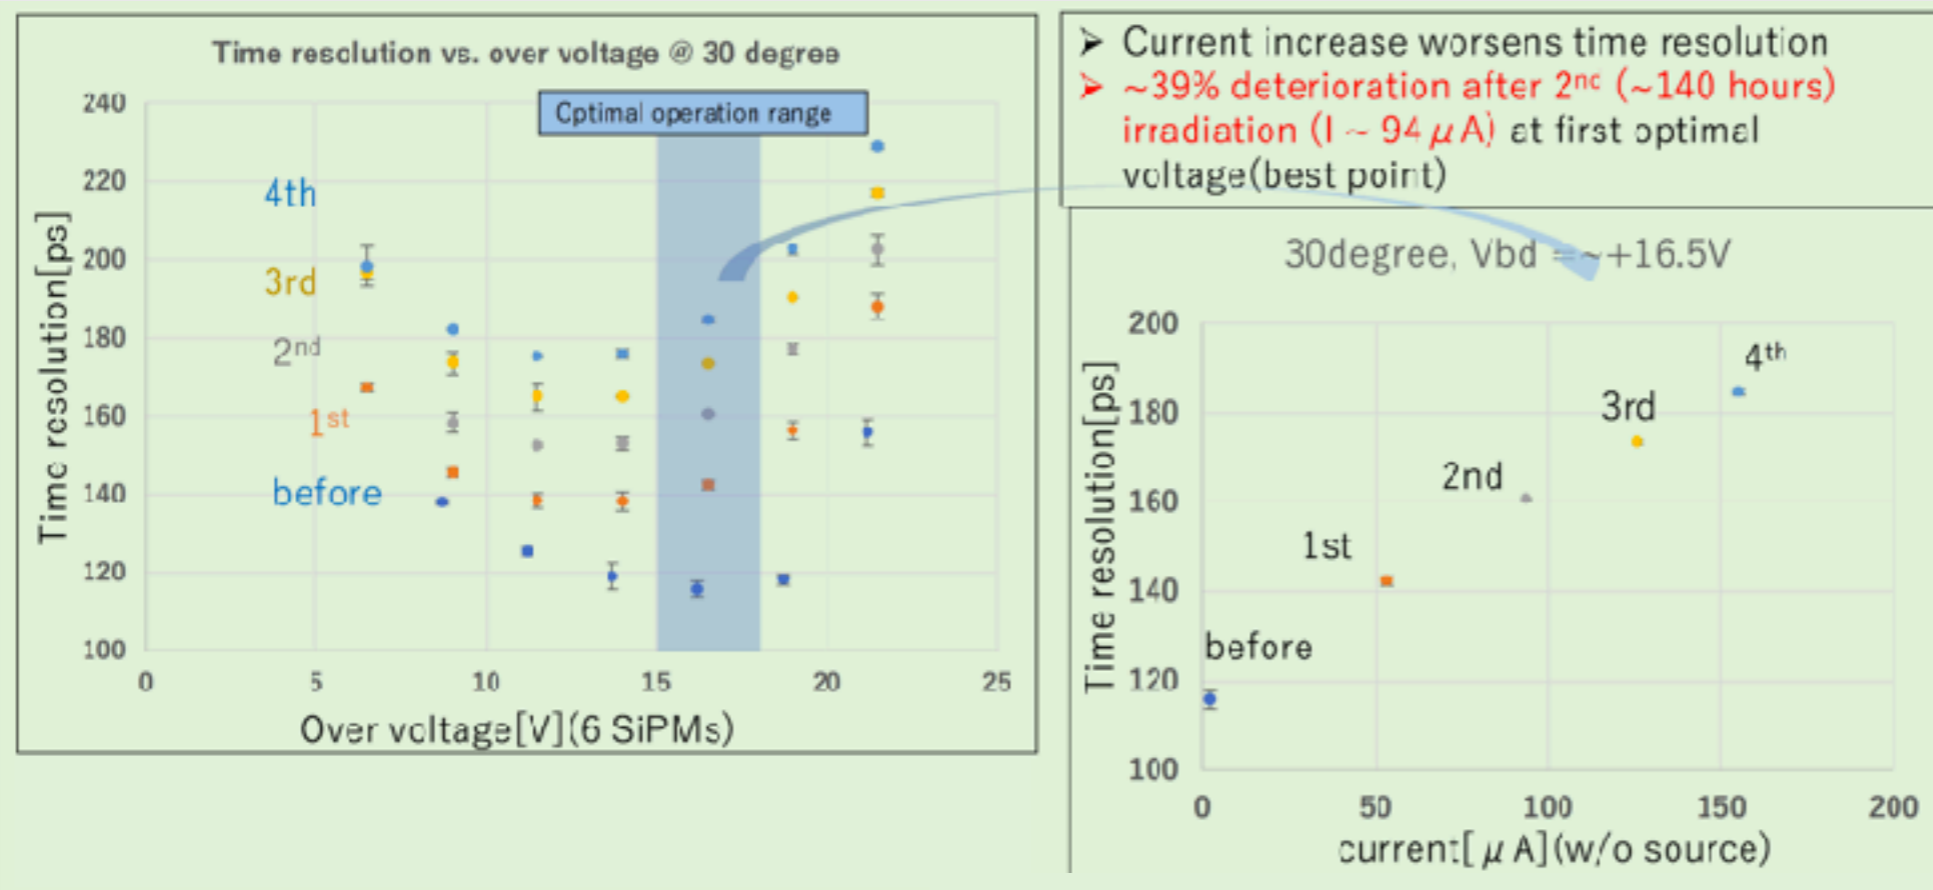 Time resolution vs. over voltage @ 30 degree
Cptimal operation range
240
220
200
180
160
140
120
100
4th
3rd
2nd
1st
before
Time resolution[ps]
0 5 10 15 20 25
Over voltage[V](6 SiPMs)
➢ Current increase worsens time resolution
➢ ~39% deterioration after 2nd (~140 hours)
irradiation (I ~ 94 μA) at first optimal
voltage(best point)
30degree, Vbd =~+16.5V
200
180
160
140
120
100
4th
3rd
2nd
1st
before
Time resolution[ps]
0 50 100 150 200
current[μA](w/o source)